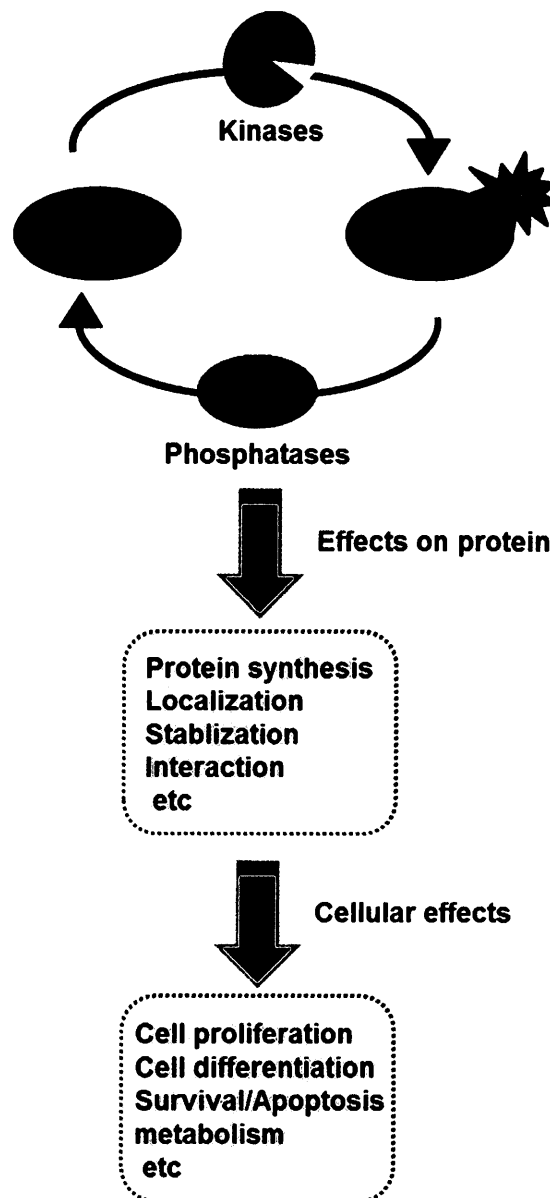 Kinases
Phosphatases
Effects on protein
Protein synthesis
Localization
Stablization
Interaction
etc
Cellular effects
Cell proliferation
Cell differentiation
Survival/Apoptosis
metabolism
etc